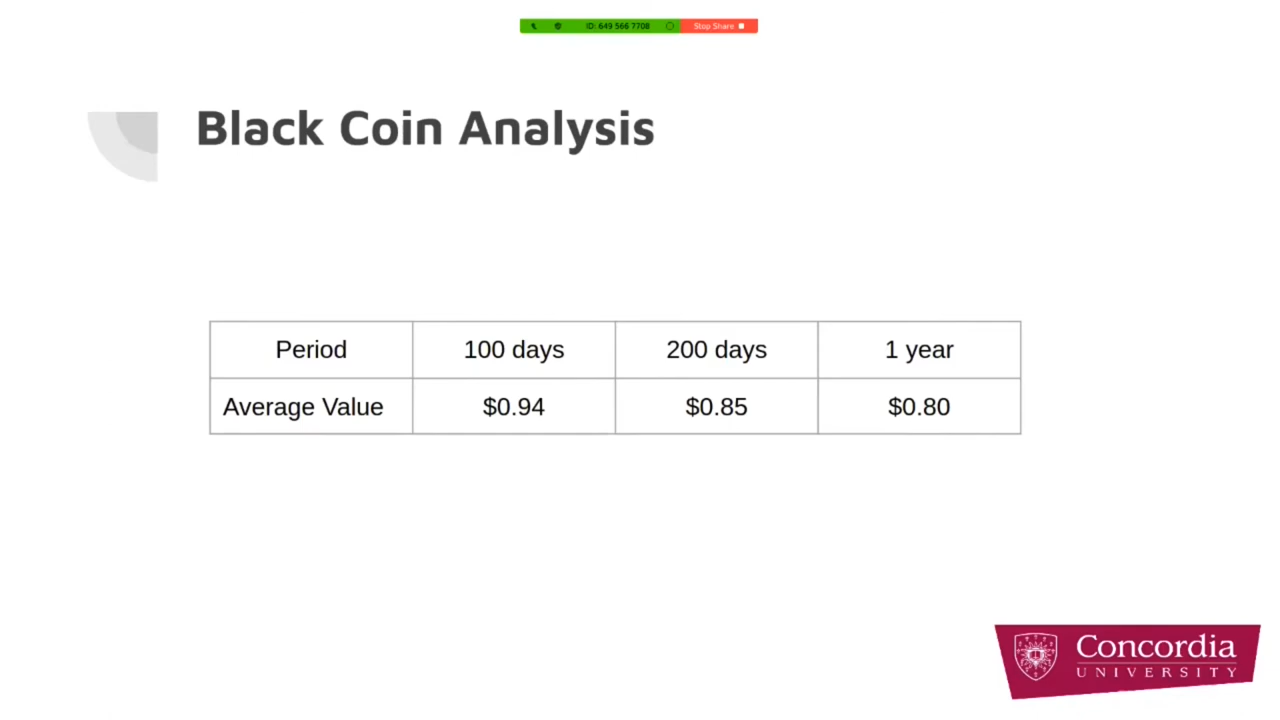 ID: 649 566 7708 Stop Share
Black Coin Analysis
Period 100 days 200 days 1 year
Average Value $0.94 $0.85 $0.80
Concordia
UNIVERSITY